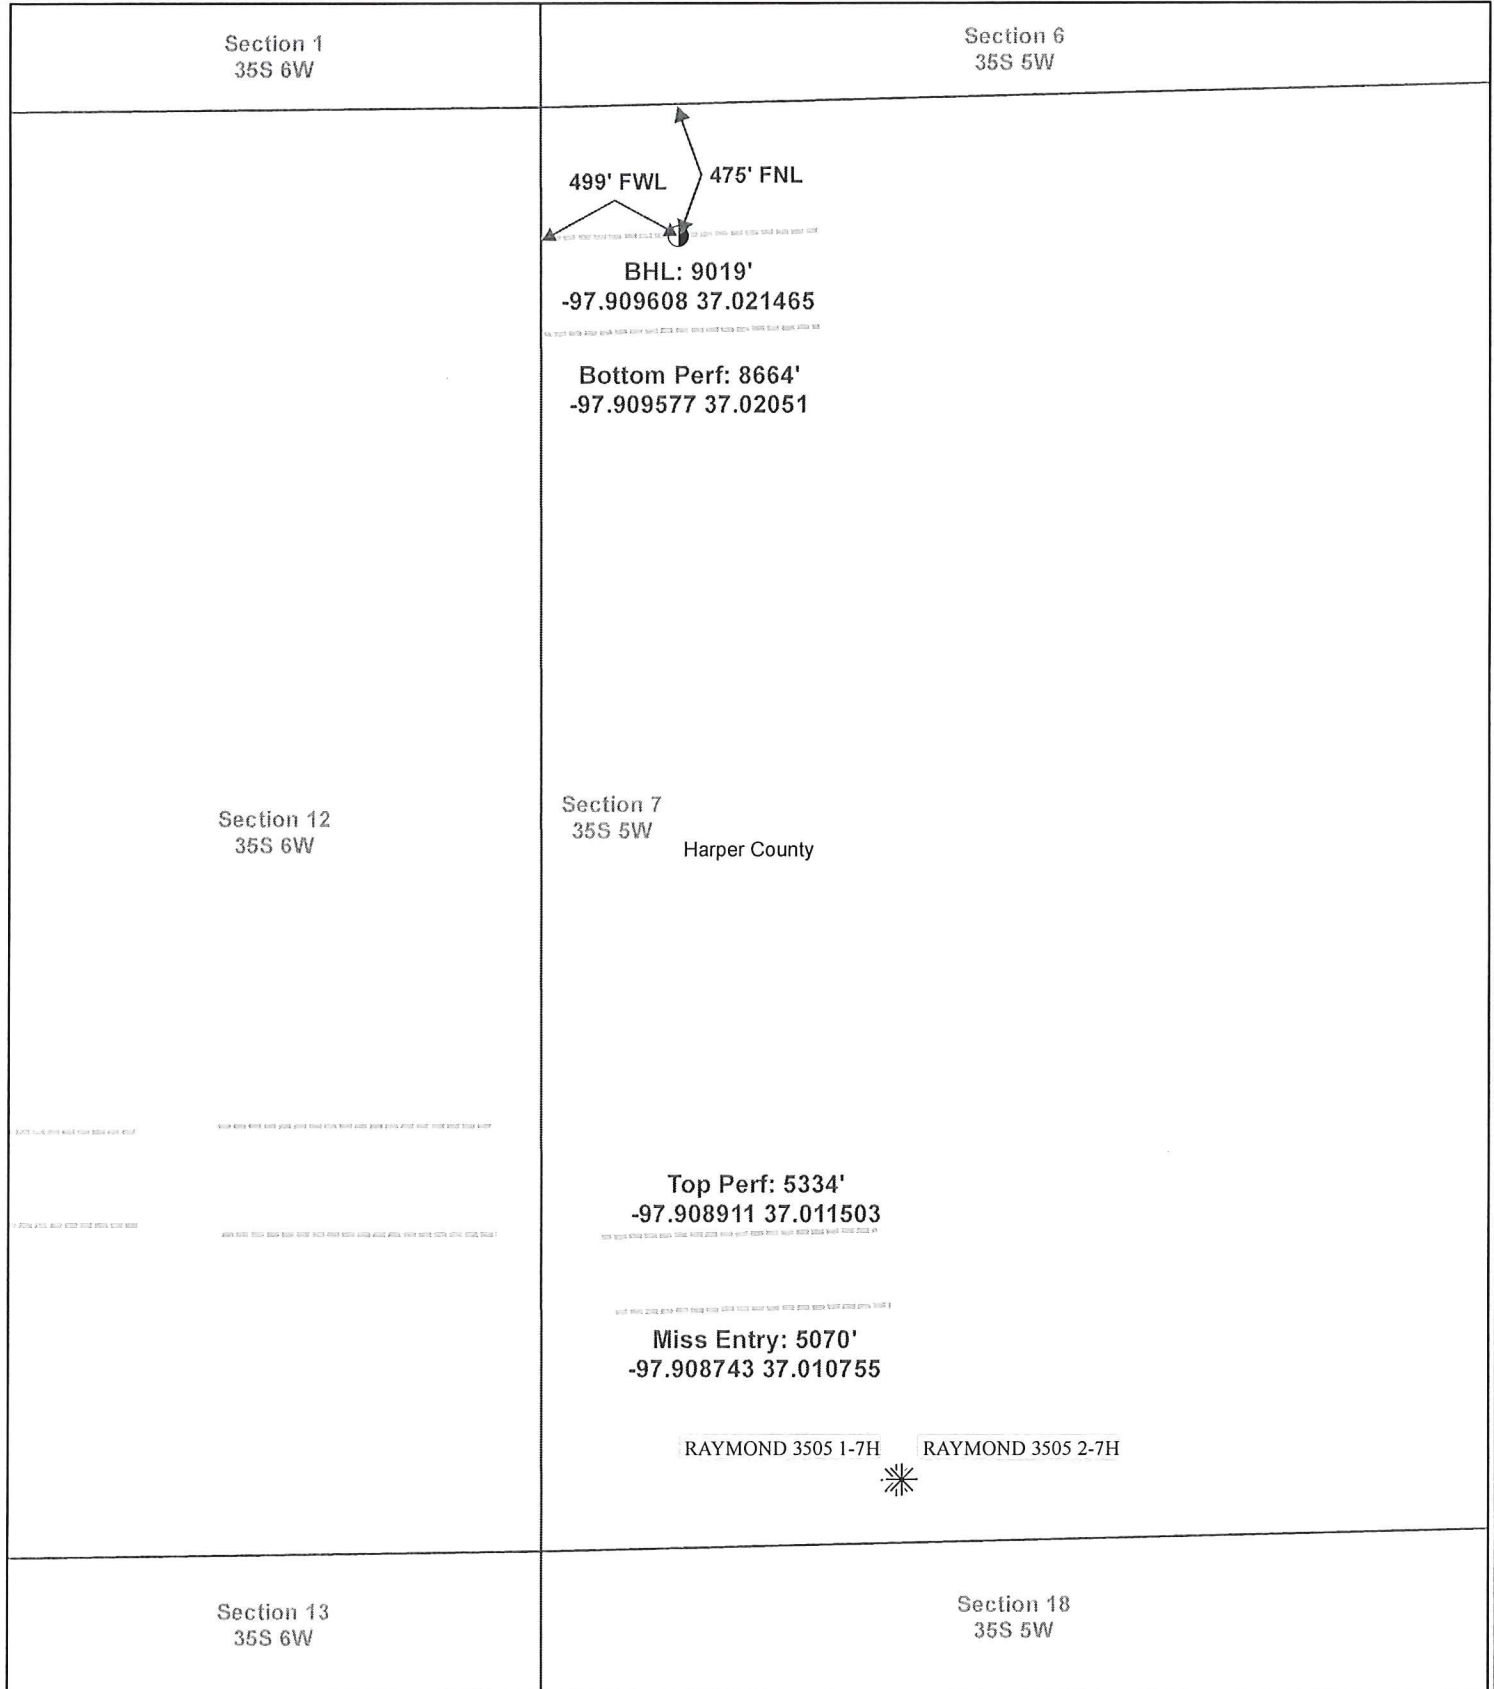 Section 1
35S 6W
Section 6
35S 5W
499' FWL
475' FNL
BHL: 9019'
-97.909608 37.021465
Bottom Perf: 8664'
-97.909577 37.02051
Section 12
35S 6W
Section 7
35S 5W
Harper County
Top Perf: 5334'
-97.908911 37.011503
Miss Entry: 5070'
-97.908743 37.010755
RAYMOND 3505 1-7H
RAYMOND 3505 2-7H
Section 13
35S 6W
Section 18
35S 5W